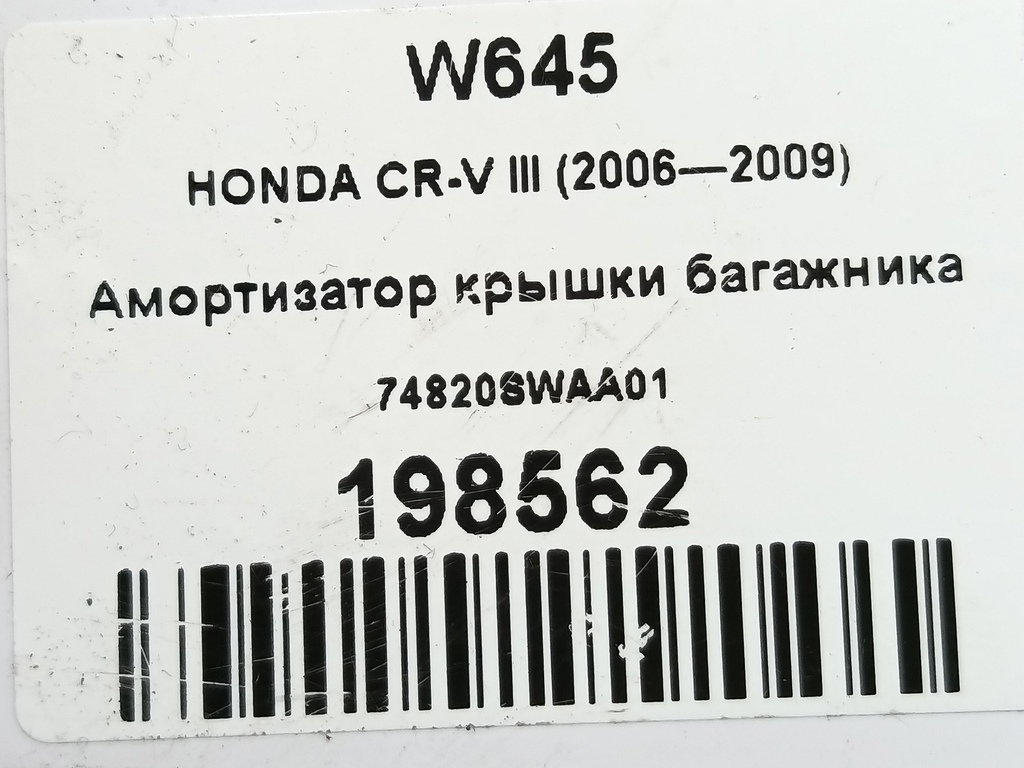 W645
HONDA CR-V III (2006—2009)
Амортизатор крышки багажника
74820SWAA01
198562